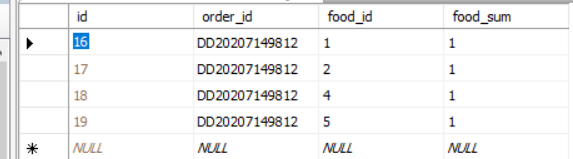 id order_id food_id food_sum
16 DD20207149812 1 1
17 DD20207149812 2 1
18 DD20207149812 4 1
19 DD20207149812 5 1
NULL NULL NULL NULL